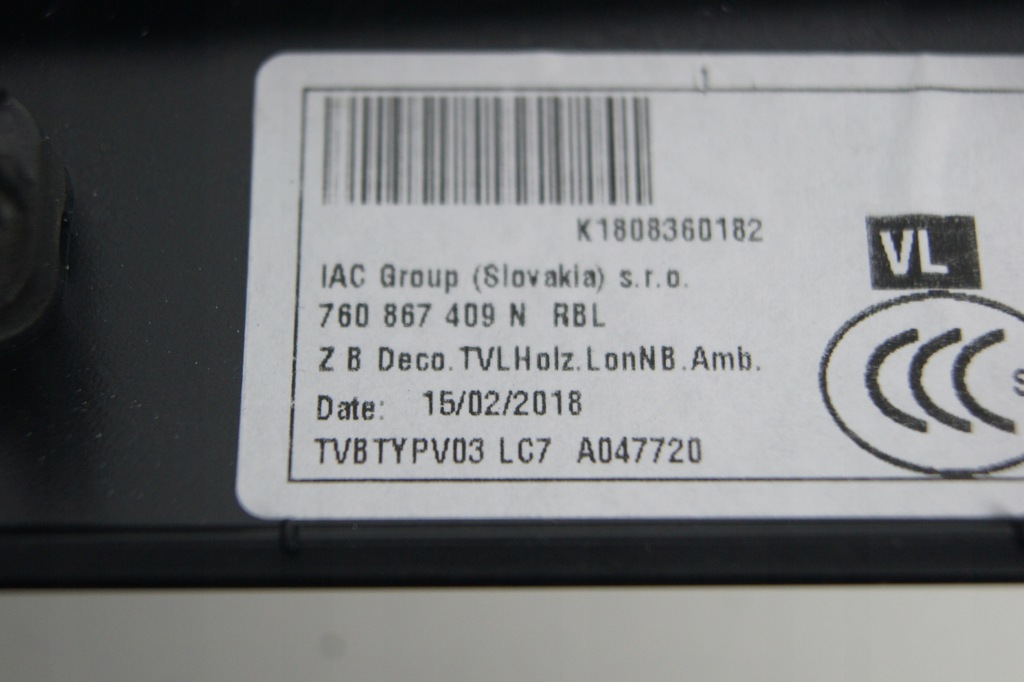 K1808360182
VL
IAC Group (Slovakia) s.r.o.
760 867 409 N RBL
Z B Deco.TVLHolz.LonNB.Amb.
CCC S
Date: 15/02/2018
TVBTYPV03 LC7 A047720